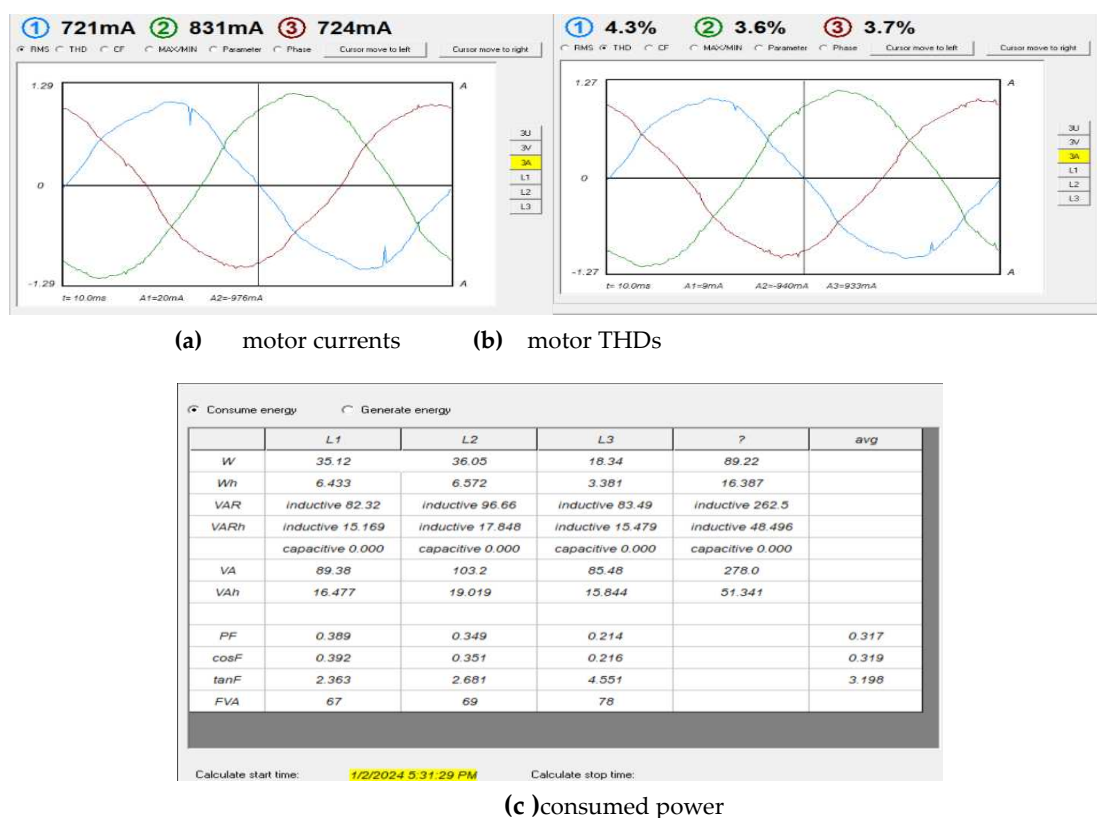 1 721mA 2 831mA 3 724mA
RMS THD CF MAX/MIN Parameter Phase Cursor move to left Cursor move to right
1.29
A
3U
3V
3A
L1
L2
L3
0
-1.29
A
t= 10.0ms A1=20mA A2=-976mA
1 4.3% 2 3.6% 3 3.7%
RMS THD CF MAX/MIN Parameter Phase Cursor move to left Cursor move to right
1.27
A
3U
3V
3A
L1
L2
L3
0
-1.27
A
t= 10.0ms A1=9mA A2=-940mA A3=933mA
(a) motor currents (b) motor THDs
Consume energy Generate energy
L1 L2 L3 ? avg
W 35.12 36.05 18.34 89.22
Wh 6.433 6.572 3.381 16.387
VAR inductive 82.32 inductive 96.66 inductive 83.49 inductive 262.5
VARh inductive 15.169 inductive 17.848 inductive 15.479 inductive 48.496
capacitive 0.000 capacitive 0.000 capacitive 0.000 capacitive 0.000
VA 89.38 103.2 85.48 278.0
VAh 16.477 19.019 15.844 51.341
PF 0.389 0.349 0.214 0.317
cosF 0.392 0.351 0.216 0.319
tanF 2.363 2.681 4.551 3.198
FVA 67 69 78
Calculate start time: 1/2/2024 5:31:29 PM Calculate stop time:
(c )consumed power